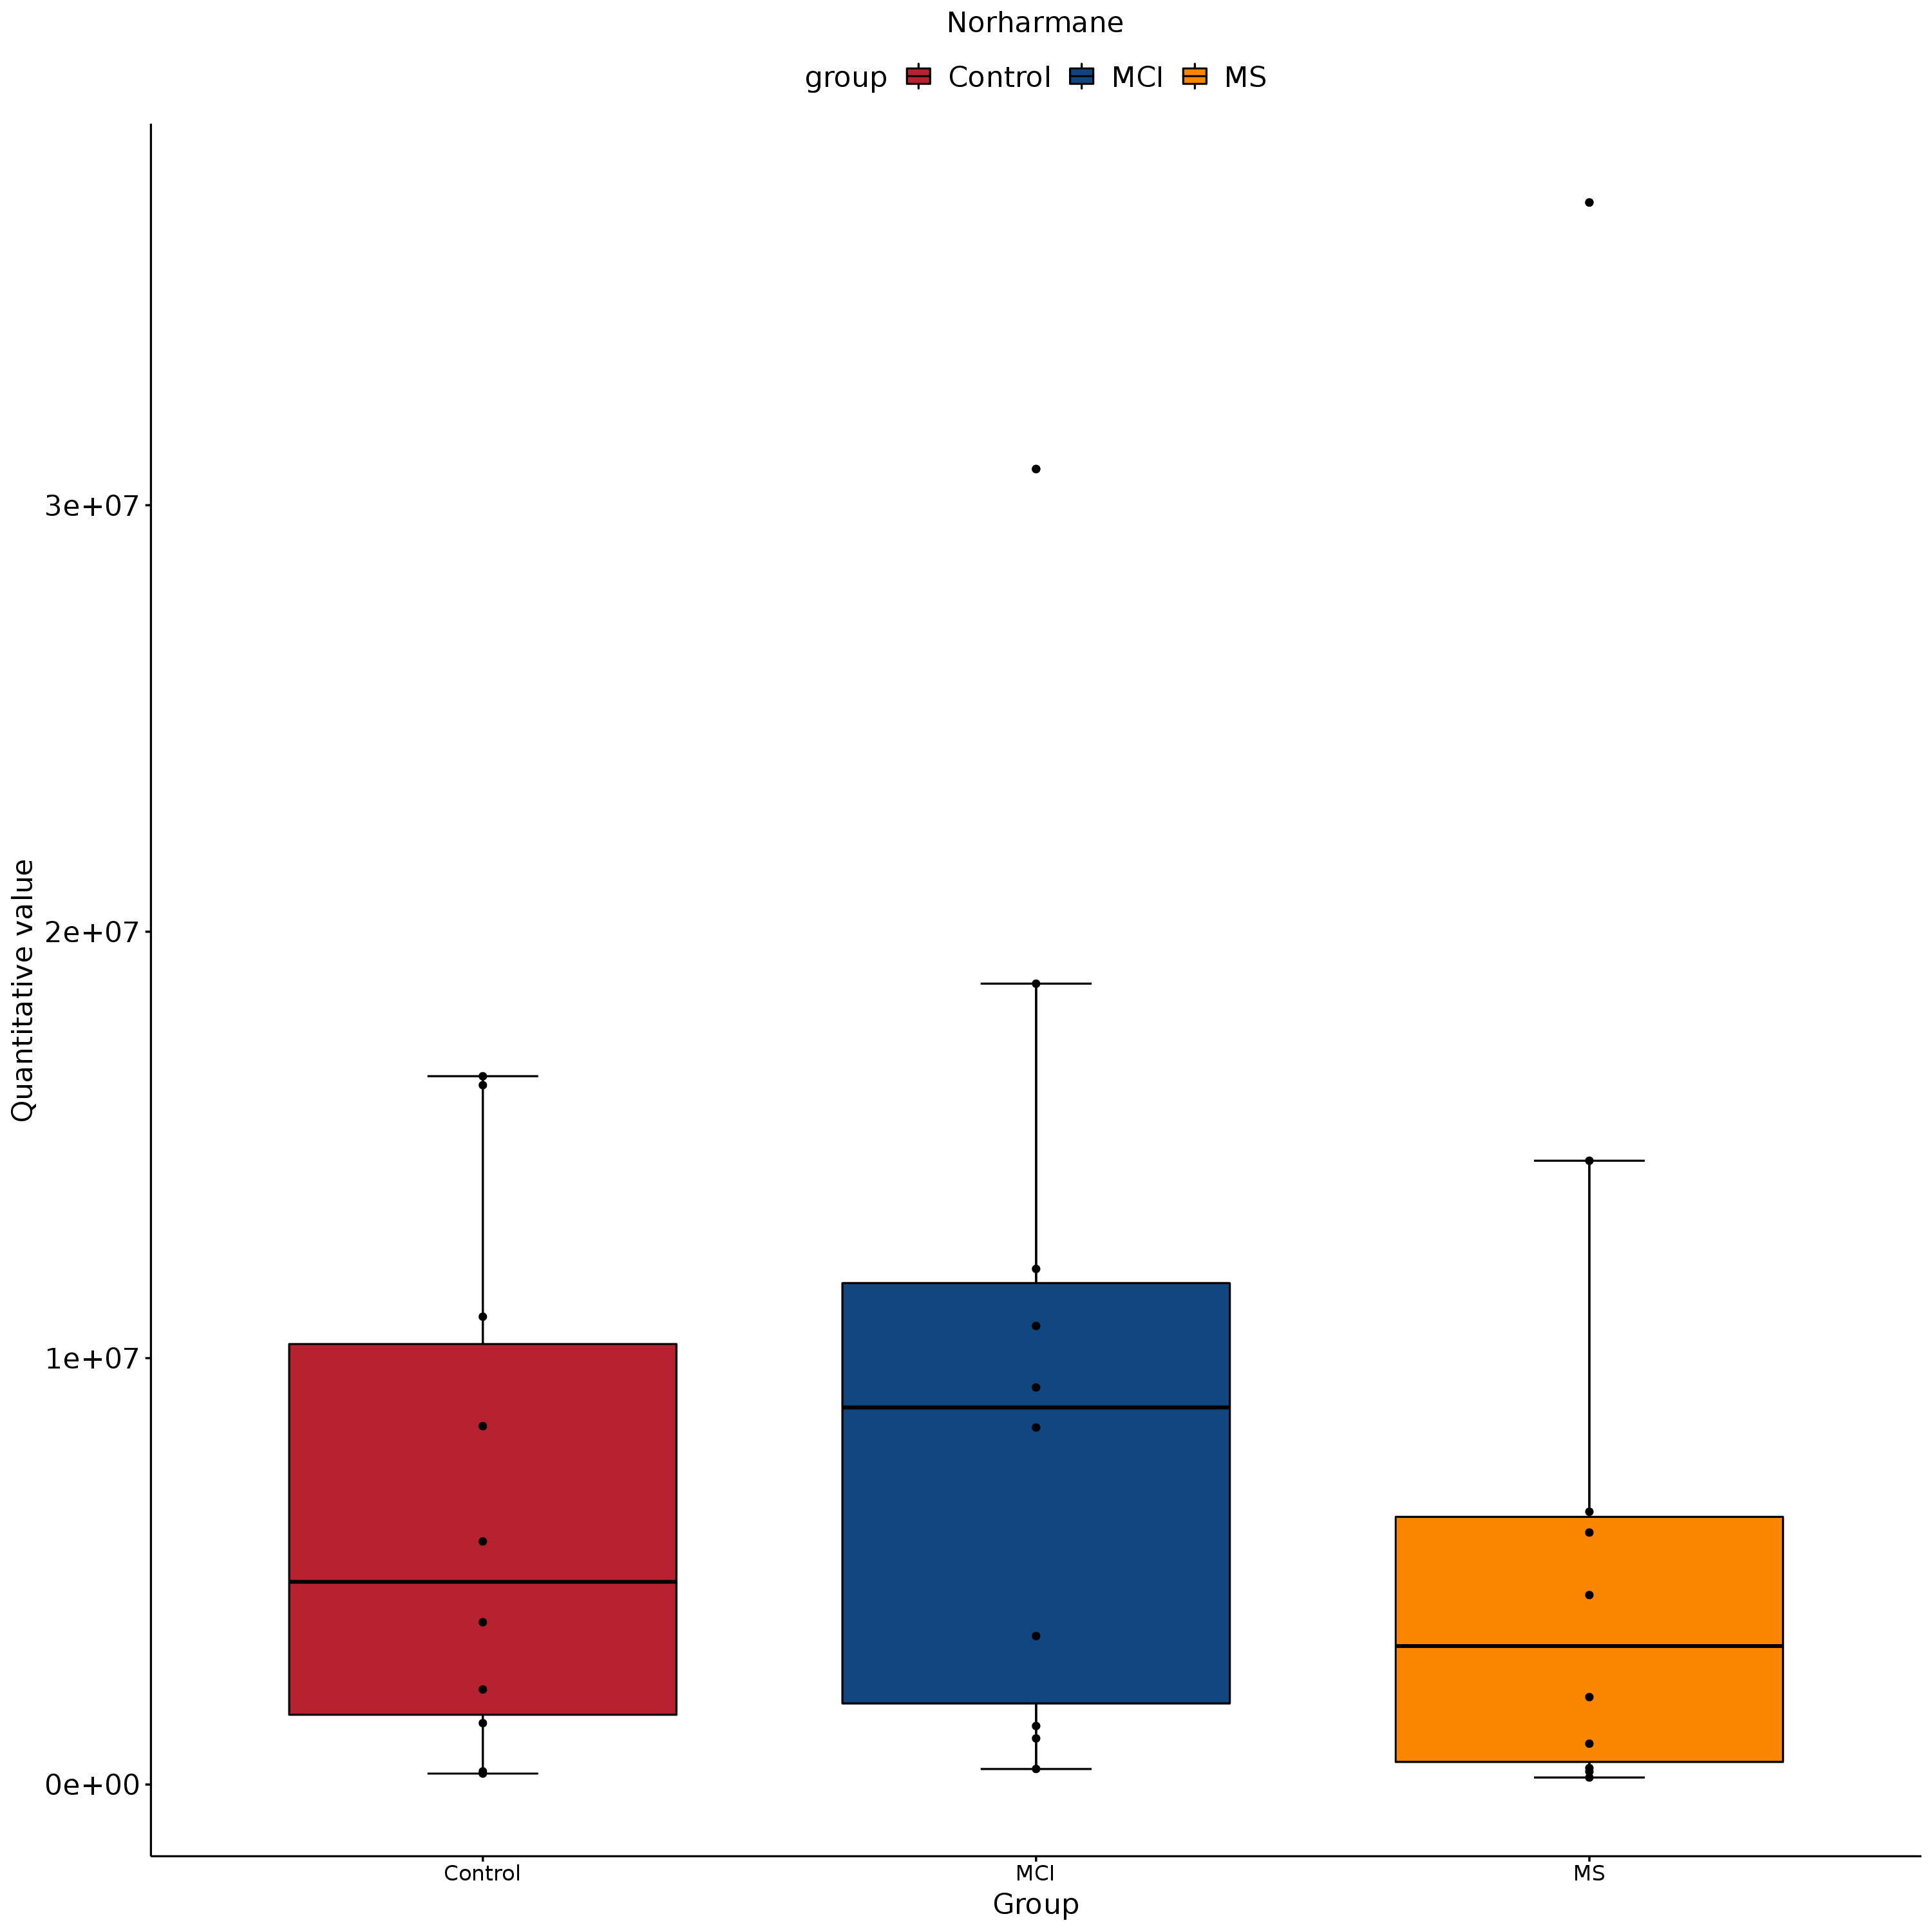 Norharmane
group Control MCI MS
Quantitative value
3e+07
2e+07
1e+07
0e+00
Control MCI MS
Group